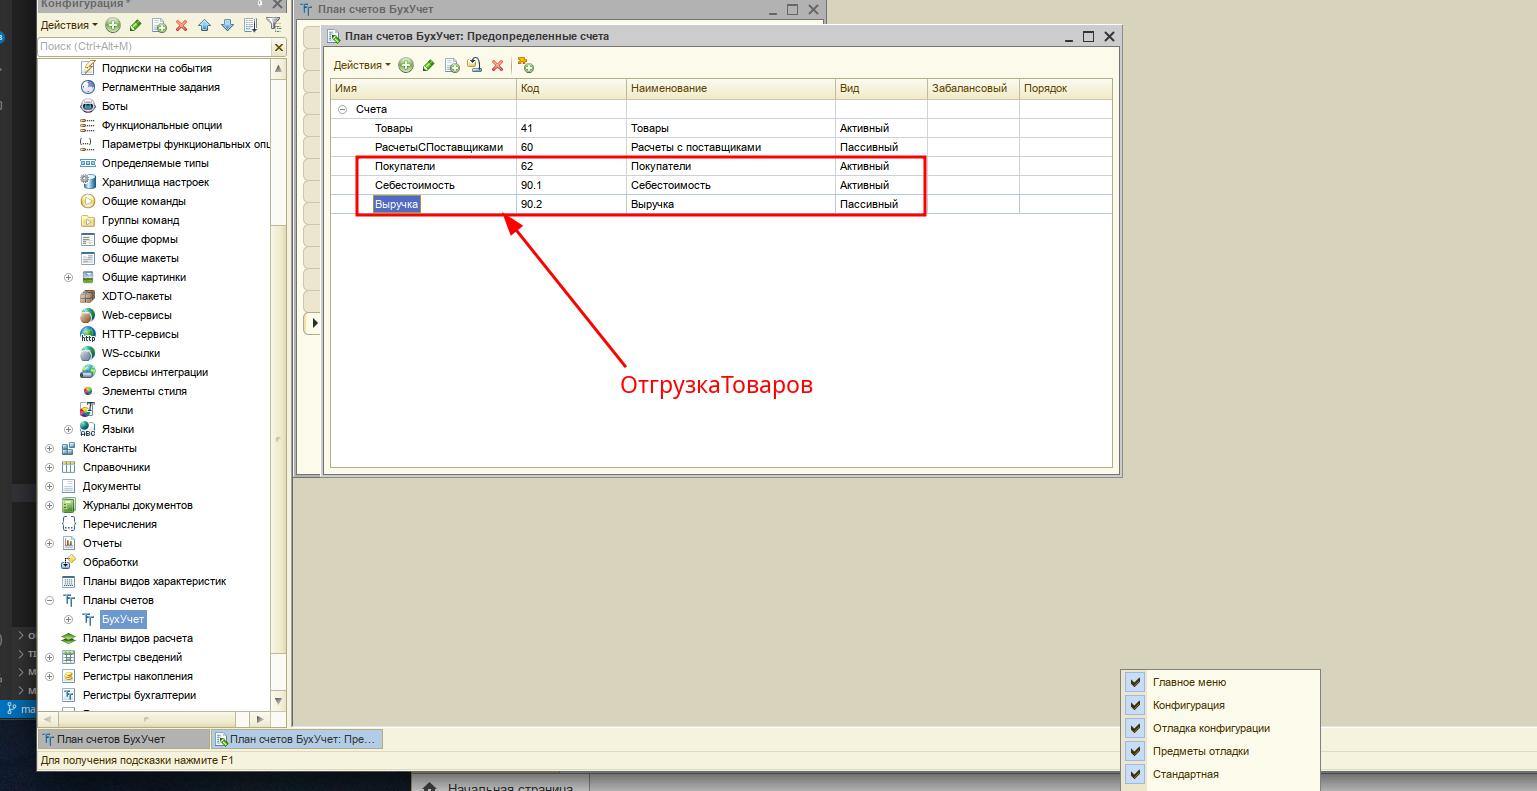 Конфигурация *
План счетов БухУчет
План счетов БухУчет: Предопределенные счета
Действия
Поиск (Ctrl+Alt+M)
Подписки на события
Регламентные задания
Боты
Функциональные опции
Параметры функциональных опц
Определяемые типы
Хранилища настроек
Общие команды
Группы команд
Общие формы
Общие макеты
Общие картинки
XDTO-пакеты
Web-сервисы
HTTP-сервисы
WS-ссылки
Сервисы интеграции
Элементы стиля
Стили
Языки
Константы
Справочники
Документы
Журналы документов
Перечисления
Отчеты
Обработки
Планы видов характеристик
Планы счетов
БухУчет
Планы видов расчета
Регистры сведений
Регистры накопления
Регистры бухгалтерии
Действия
Имя Код Наименование Вид Забалансовый Порядок
Счета
Товары 41 Товары Активный
РасчетыСПоставщиками 60 Расчеты с поставщиками Пассивный
Покупатели 62 Покупатели Активный
Себестоимость 90.1 Себестоимость Активный
Выручка 90.2 Выручка Пассивный
ОтгрузкаТоваров
Главное меню
Конфигурация
Отладка конфигурации
Предметы отладки
Стандартная
План счетов БухУчет
План счетов БухУчет: Пре...
Для получения подсказки нажмите F1
Начальная страница